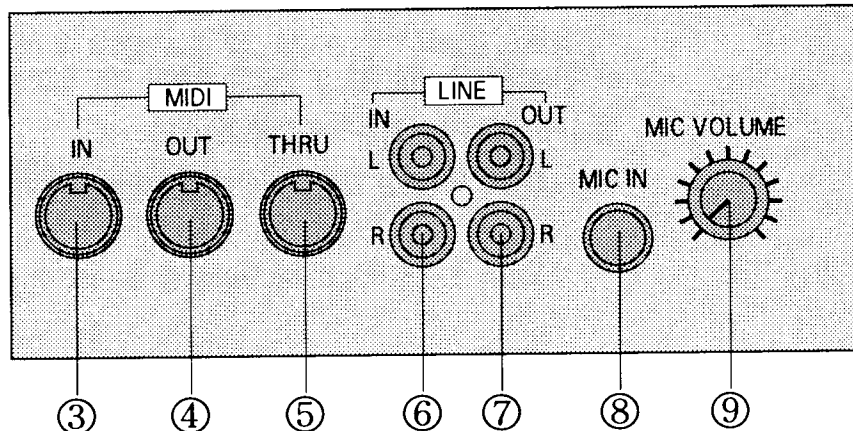 MIDI
LINE
IN OUT THRU
IN OUT
L L
R R
MIC IN
MIC VOLUME
③ ④ ⑤ ⑥ ⑦ ⑧ ⑨